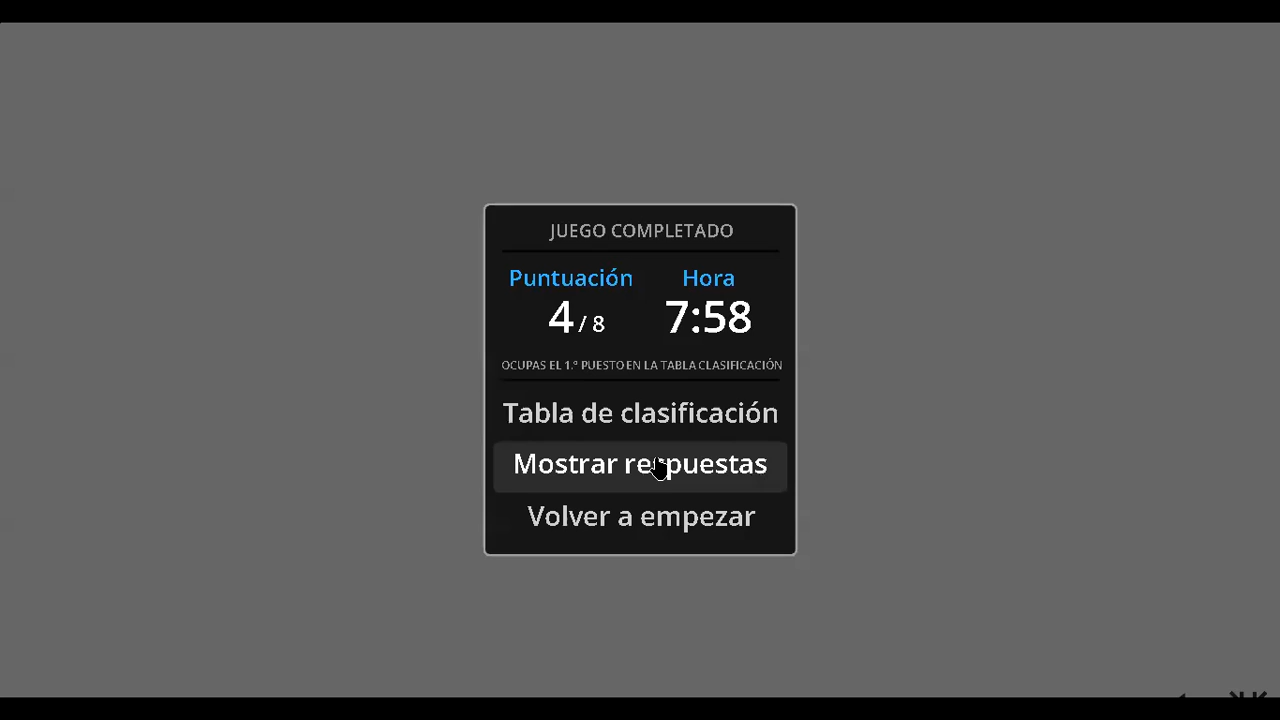 JUEGO COMPLETADO
Puntuación Hora
4 / 8 7:58
OCUPAS EL 1.º PUESTO EN LA TABLA CLASIFICACIÓN
Tabla de clasificación
Mostrar respuestas
Volver a empezar